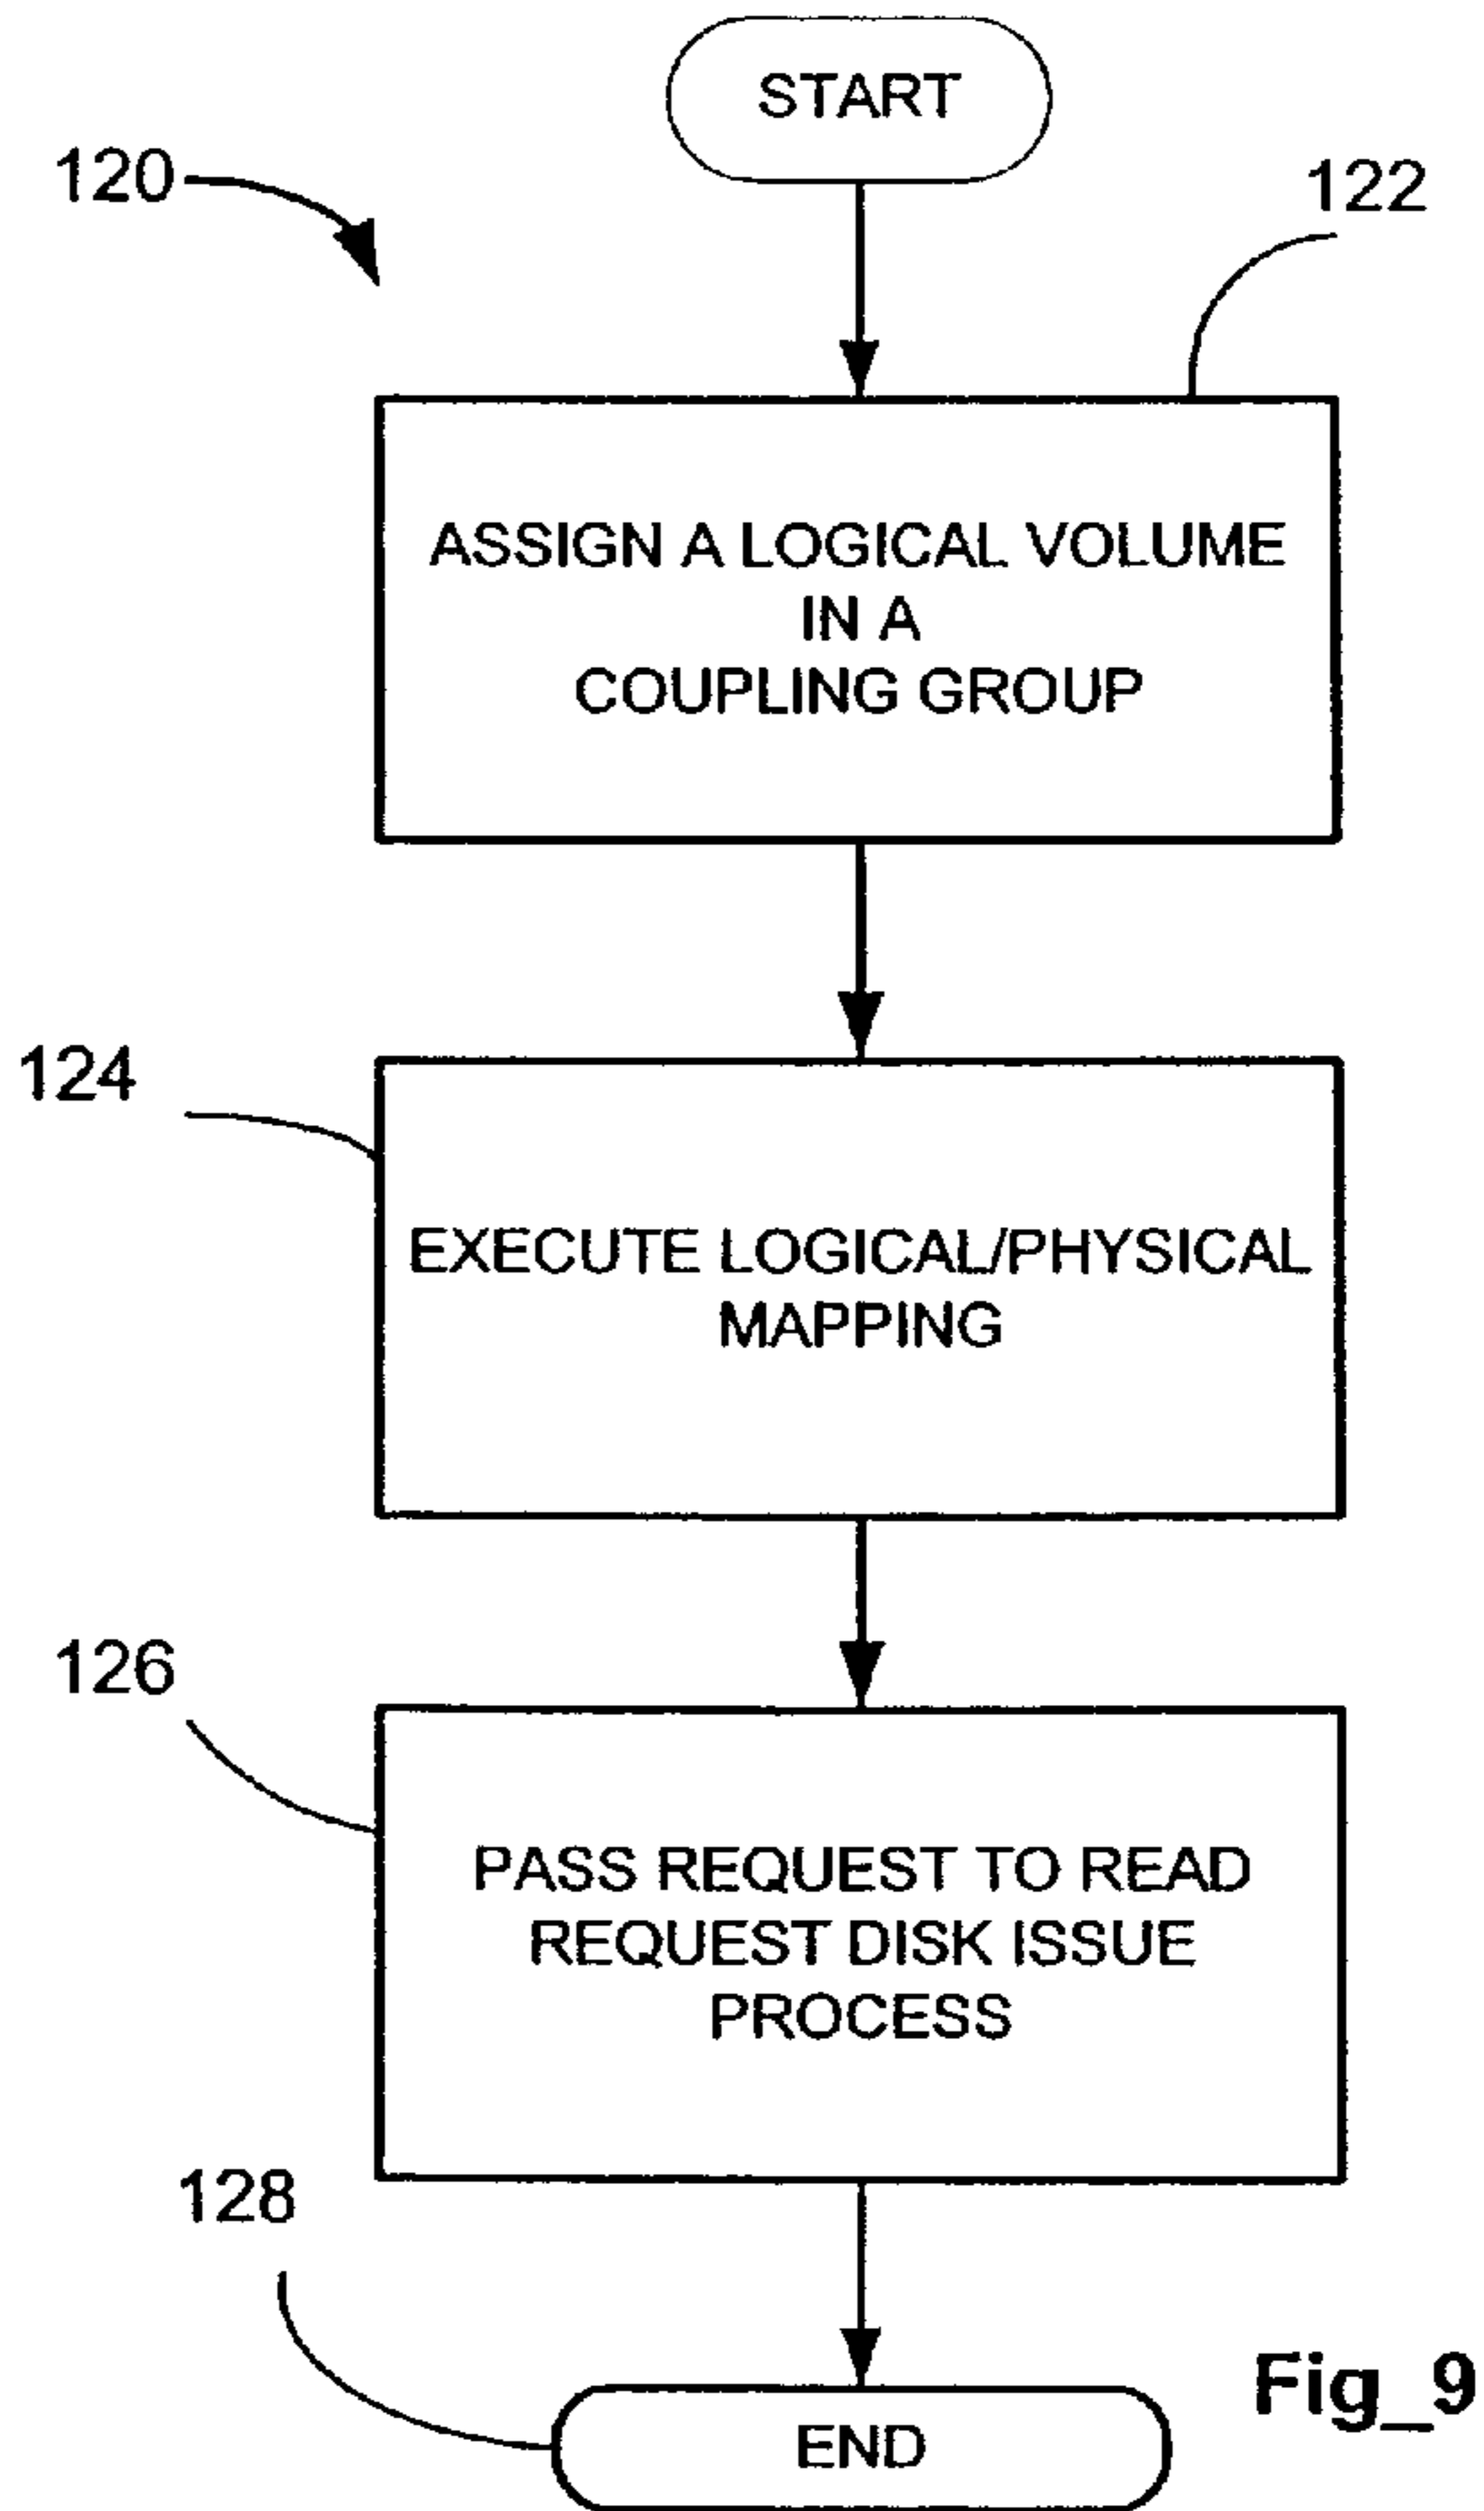 START
120
122
ASSIGN A LOGICAL VOLUME
IN A
COUPLING GROUP
124
EXECUTE LOGICAL/PHYSICAL
MAPPING
126
PASS REQUEST TO READ
REQUEST DISK ISSUE
PROCESS
128
END
Fig_9